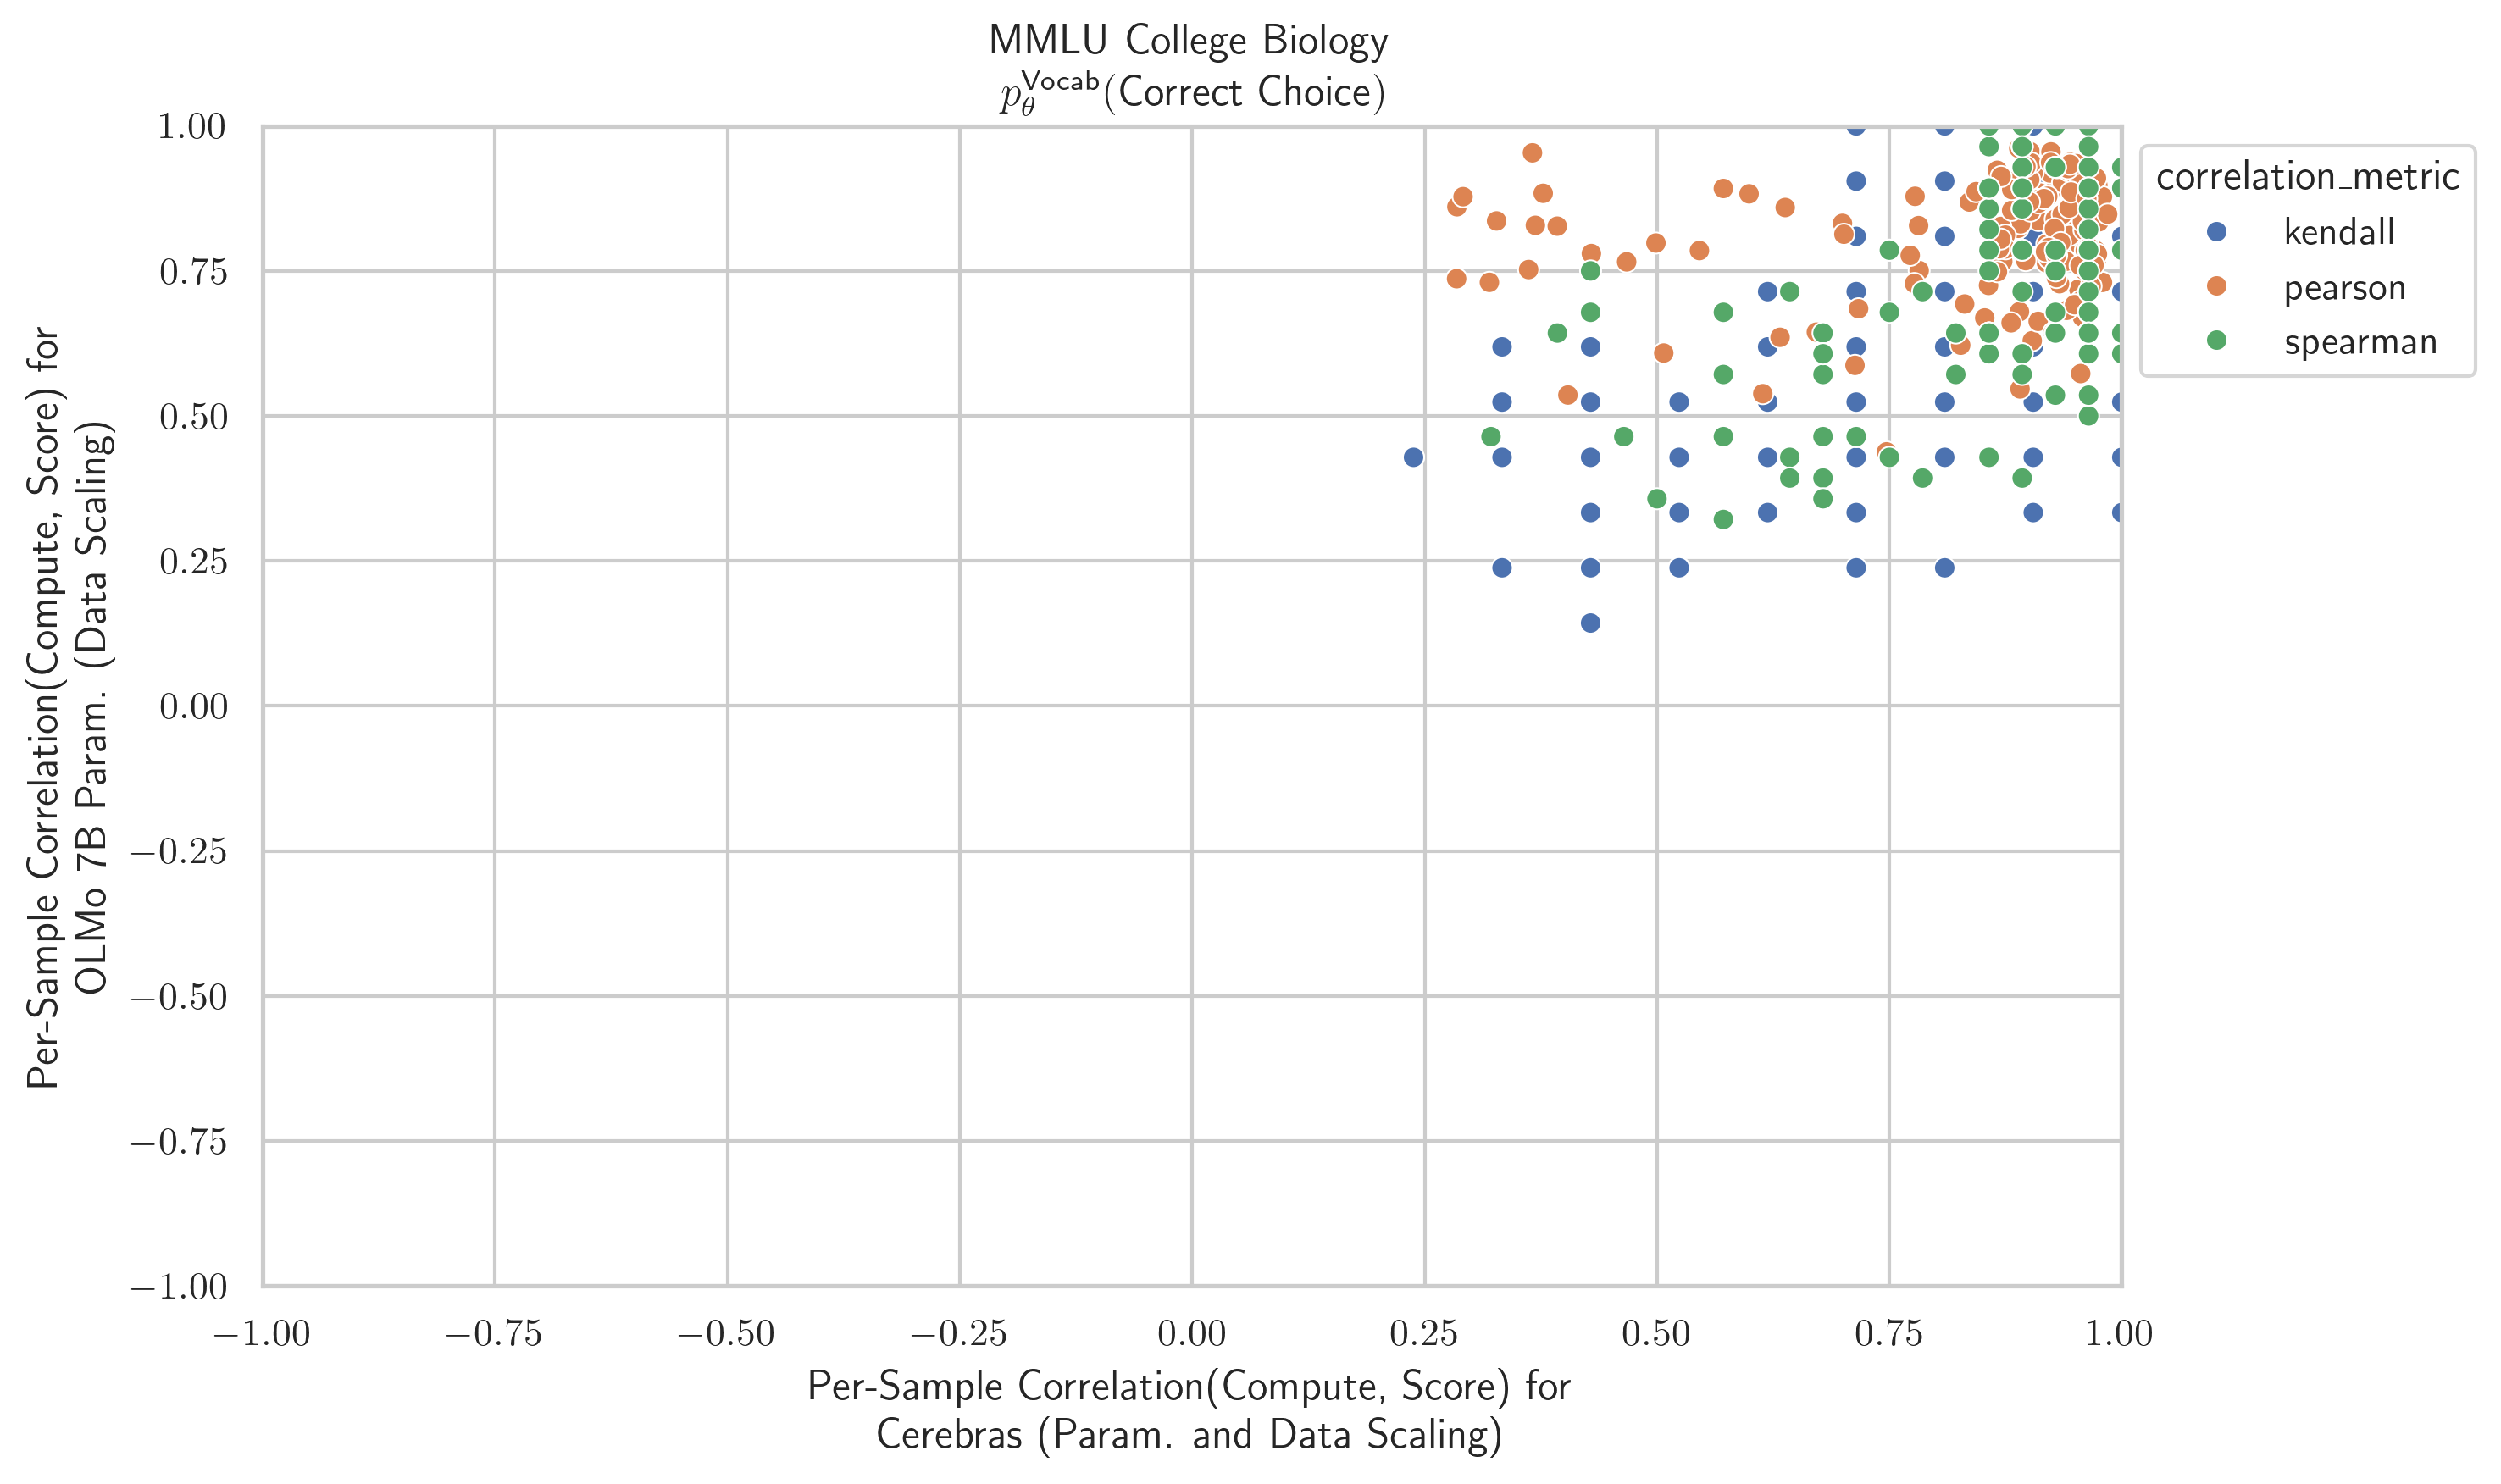 MMLU College Biology
p_θ^Vocab(Correct Choice)
1.00
0.75
0.50
0.25
0.00
−0.25
−0.50
−0.75
−1.00
Per-Sample Correlation(Compute, Score) for
OLMo 7B Param. (Data Scaling)
correlation_metric
kendall
pearson
spearman
−1.00
−0.75
−0.50
−0.25
0.00
0.25
0.50
0.75
1.00
Per-Sample Correlation(Compute, Score) for
Cerebras (Param. and Data Scaling)